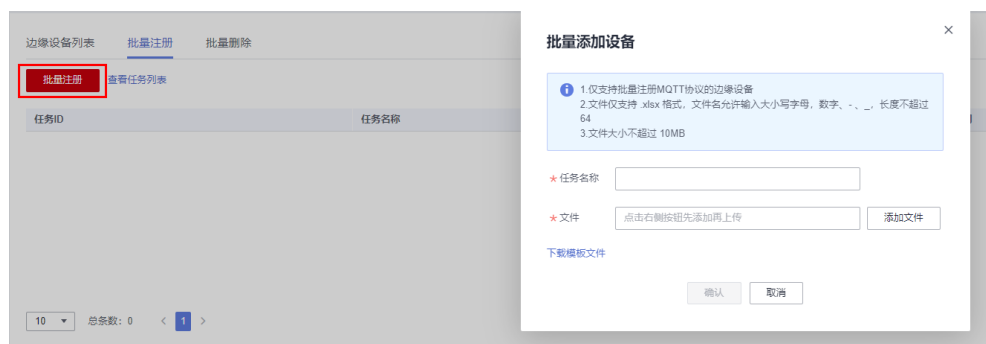 边缘设备列表 批量注册 批量删除
批量注册 查看任务列表
任务ID 任务名称
10 总条数: 0 < 1 >
批量添加设备
1.仅支持批量注册MQTT协议的边缘设备
2.文件仅支持 .xlsx 格式, 文件名允许输入大小写字母, 数字、-、_, 长度不超过
64
3.文件大小不超过 10MB
* 任务名称
* 文件 点击右侧按钮先添加再上传 添加文件
下载模板文件
确认 取消